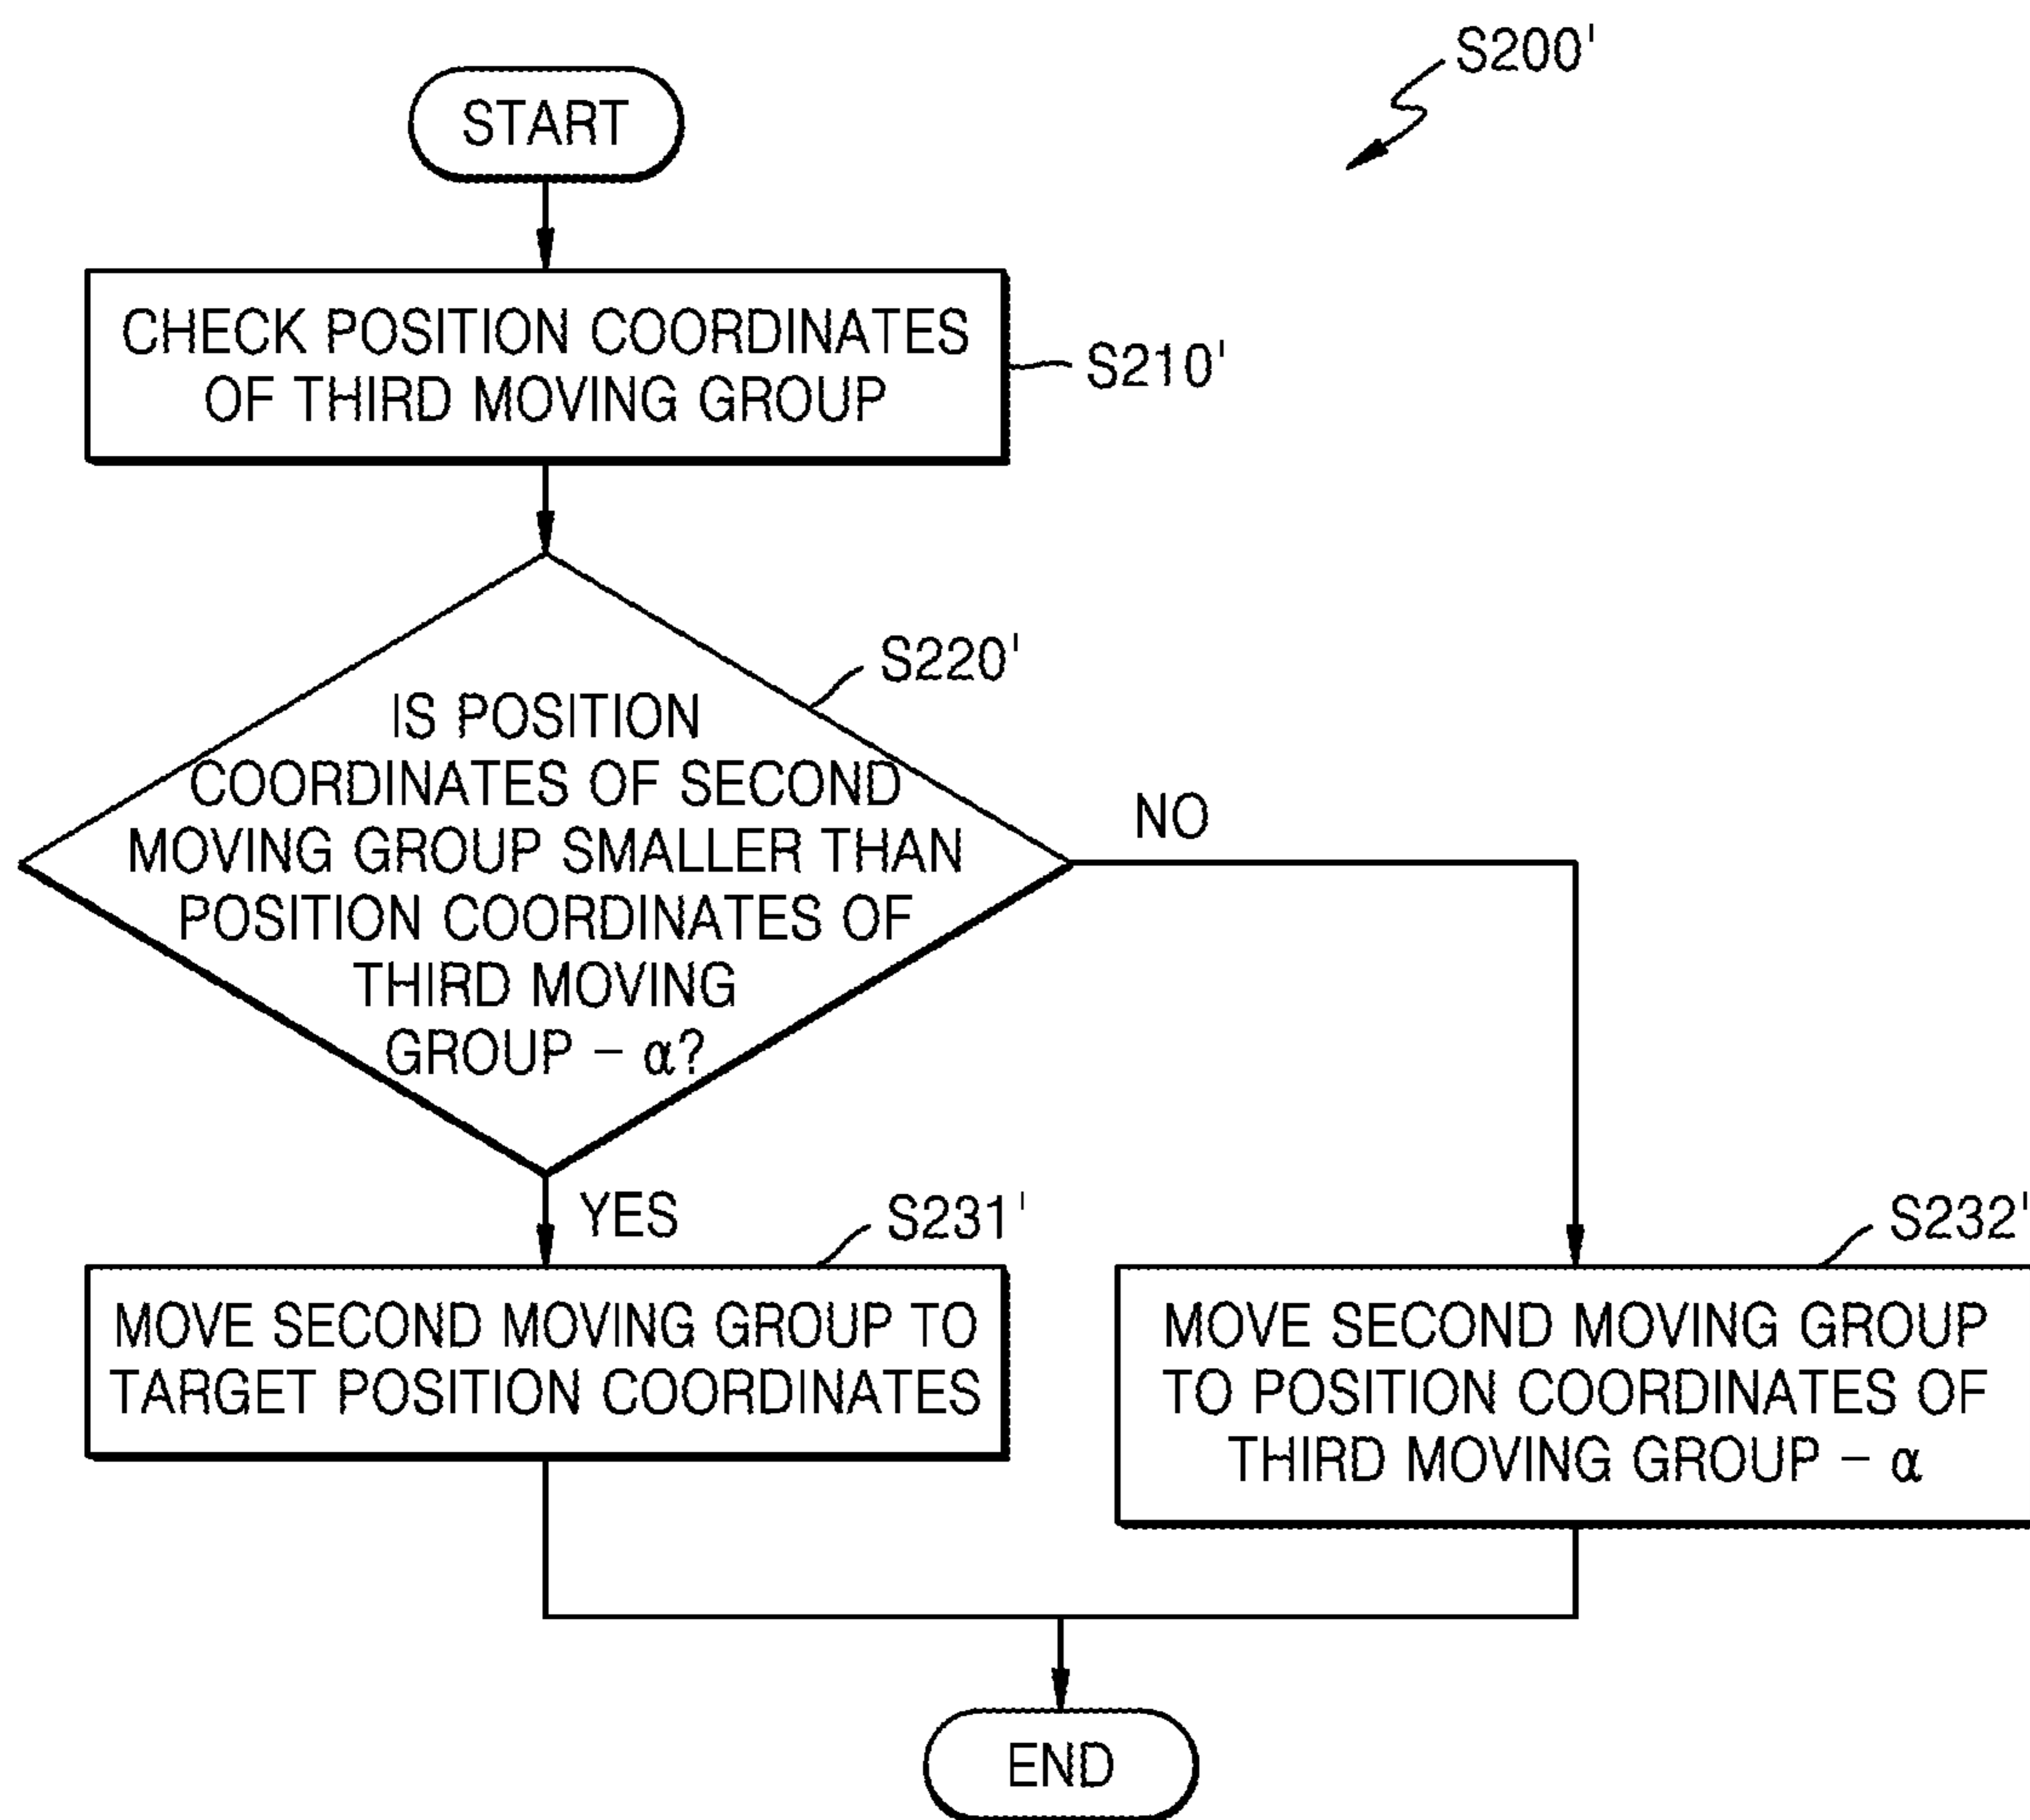 S200'
START
CHECK POSITION COORDINATES
OF THIRD MOVING GROUP
S210'
S220'
IS POSITION
COORDINATES OF SECOND
MOVING GROUP SMALLER THAN
POSITION COORDINATES OF
THIRD MOVING
GROUP – α?
NO
YES
S231'
MOVE SECOND MOVING GROUP TO
TARGET POSITION COORDINATES
S232'
MOVE SECOND MOVING GROUP
TO POSITION COORDINATES OF
THIRD MOVING GROUP – α
END